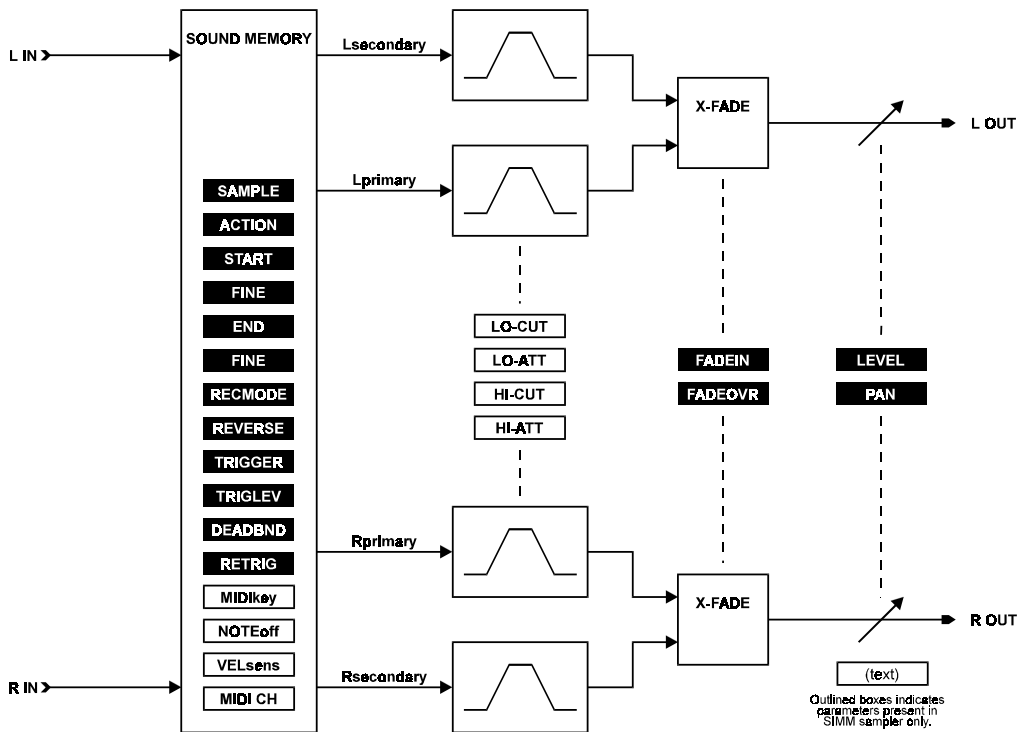 SOUND MEMORY
L IN
Lsecondary
X-FADE
L OUT
Lprimary
SAMPLE
ACTION
START
FINE
END
FINE
RECMODE
REVERSE
TRIGGER
TRIGLEV
DEADBND
RETRIG
MIDIkey
NOTEoff
VELsens
MIDI CH
LO-CUT
LO-ATT
HI-CUT
HI-ATT
FADEIN
FADEOVR
LEVEL
PAN
Rprimary
X-FADE
R OUT
R IN
Rsecondary
(text)
Outlined boxes indicates
parameters present in
SIMM sampler only.